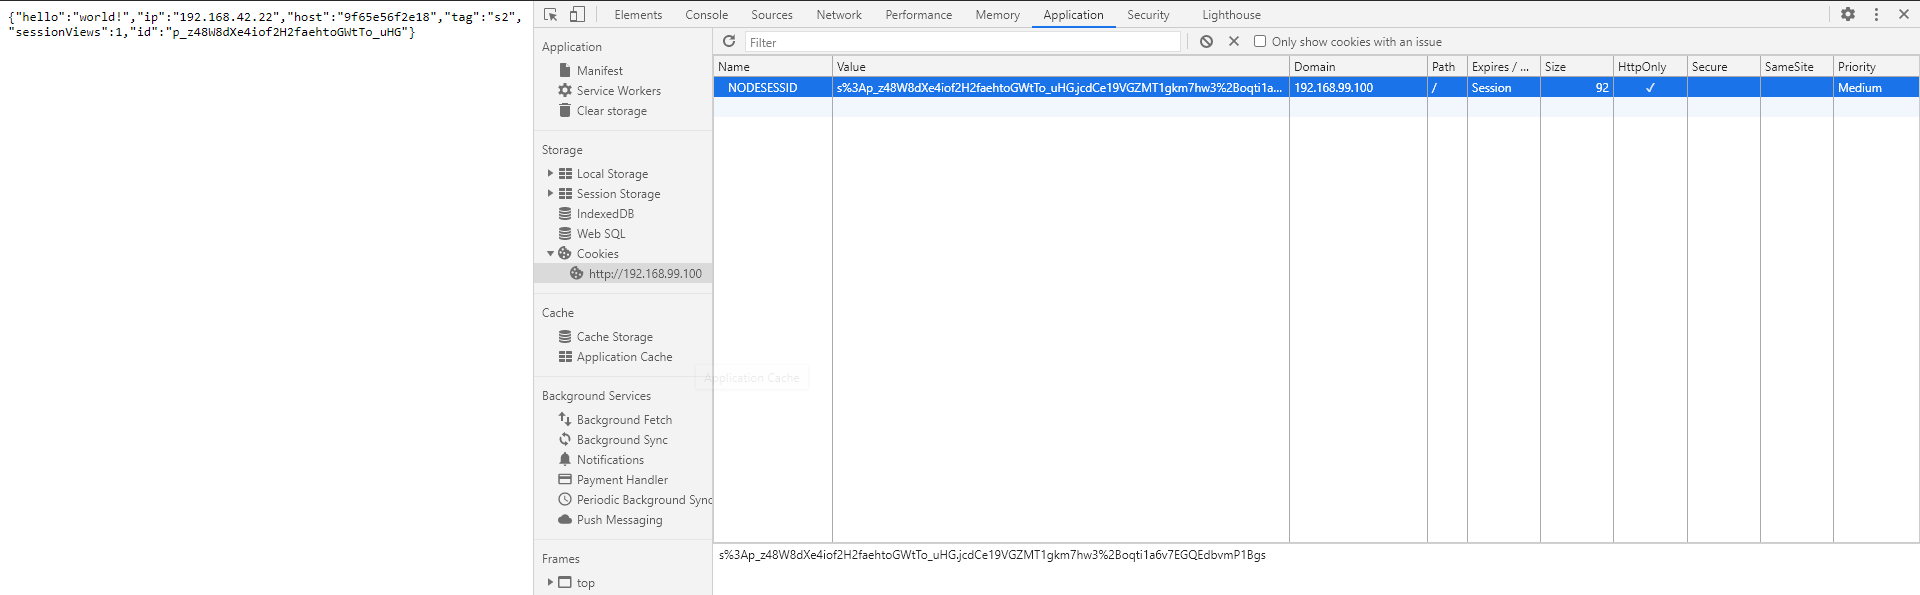 {"hello":"world!","ip":"192.168.42.22","host":"9f65e56f2e18","tag":"s2",
"sessionViews":1,"id":"p_z48W8dXe4iof2H2faehtoGWtTo_uHG"}
Elements Console Sources Network Performance Memory Application Security Lighthouse
Application
Manifest
Service Workers
Clear storage
Storage
Local Storage
Session Storage
IndexedDB
Web SQL
Cookies
http://192.168.99.100
Cache
Cache Storage
Application Cache
Application Cache
Background Services
Background Fetch
Background Sync
Notifications
Payment Handler
Periodic Background Sync
Push Messaging
Frames
top
Filter Only show cookies with an issue
Name Value Domain Path Expires / ... Size HttpOnly Secure SameSite Priority
NODESESSID s%3Ap_z48W8dXe4iof2H2faehtoGWtTo_uHG.jcdCe19VGZMT1gkm7hw3%2Boqti1a... 192.168.99.100 / Session 92 ✓ Medium
s%3Ap_z48W8dXe4iof2H2faehtoGWtTo_uHG.jcdCe19VGZMT1gkm7hw3%2Boqti1a6v7EGQEdbvmP1Bgs